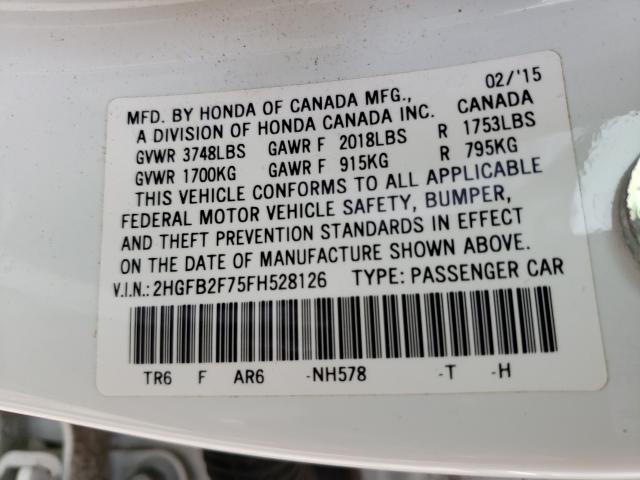 02/'15
MFD. BY HONDA OF CANADA MFG.,
A DIVISION OF HONDA CANADA INC. CANADA
GVWR 3748LBS GAWR F 2018LBS R 1753LBS
GVWR 1700KG GAWR F 915KG R 795KG
THIS VEHICLE CONFORMS TO ALL APPLICABLE
FEDERAL MOTOR VEHICLE SAFETY, BUMPER,
AND THEFT PREVENTION STANDARDS IN EFFECT
ON THE DATE OF MANUFACTURE SHOWN ABOVE.
V.I.N.: 2HGFB2F75FH528126 TYPE: PASSENGER CAR
TR6 F AR6 -NH578 -T -H